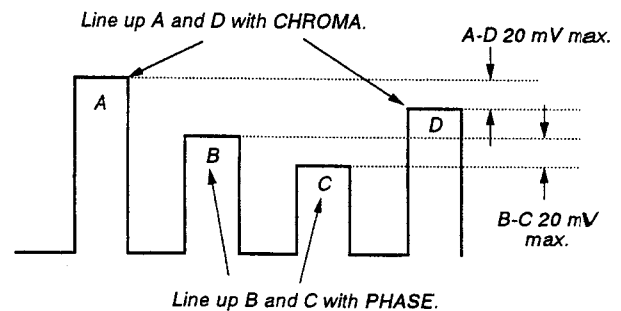 Line up A and D with CHROMA.
A-D 20 mV max.
A
D
B
C
B-C 20 mV
max.
Line up B and C with PHASE.